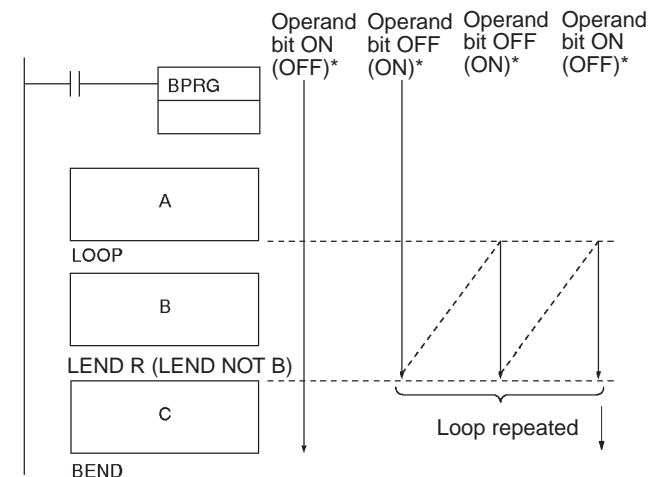 Operand bit ON (OFF)*
Operand bit OFF (ON)*
Operand bit OFF (ON)*
Operand bit ON (OFF)*
BPRG
A
LOOP
B
LEND R (LEND NOT B)
C
Loop repeated
BEND